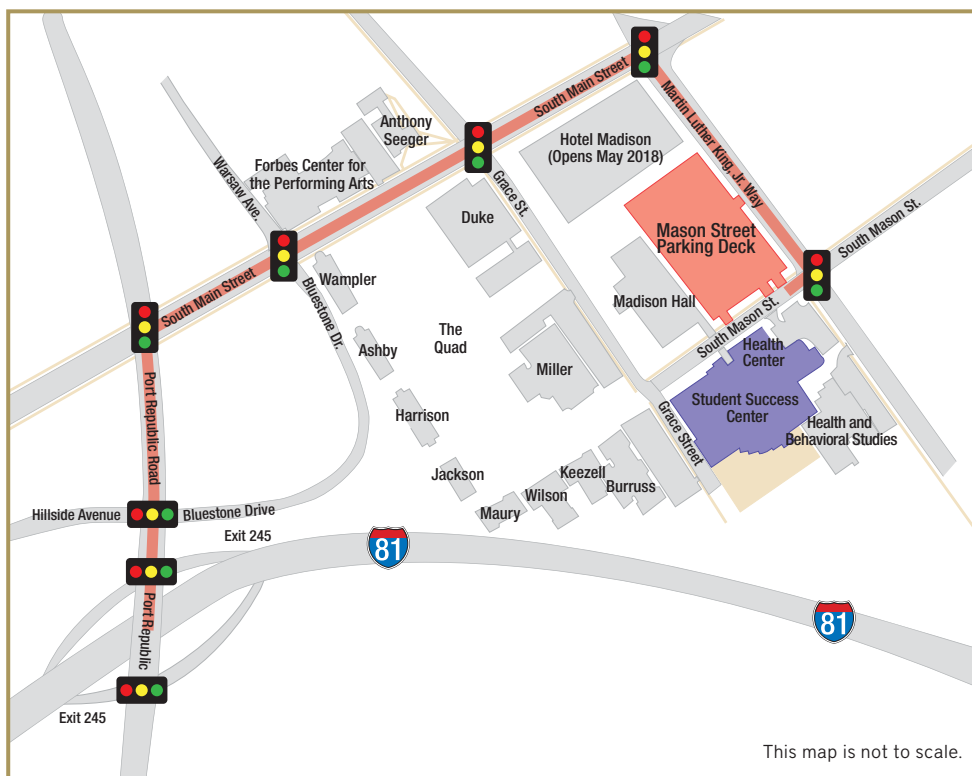 South Main Street
Martin Luther King, Jr. Way
Anthony
Seeger
Hotel Madison
(Opens May 2018)
Forbes Center for
the Performing Arts
Warsaw Ave.
Grace St.
Duke
Mason Street
Parking Deck
South Mason St.
South Main Street
Wampler
Bluestone Dr.
Madison Hall
South Mason St.
The
Quad
Ashby
Miller
Health
Center
Port Republic Road
Harrison
Student Success
Center
Grace Street
Health and
Behavioral Studies
Jackson
Keezell
Burruss
Wilson
Maury
Hillside Avenue
Bluestone Drive
Exit 245
81
Port Republic
81
Exit 245
This map is not to scale.